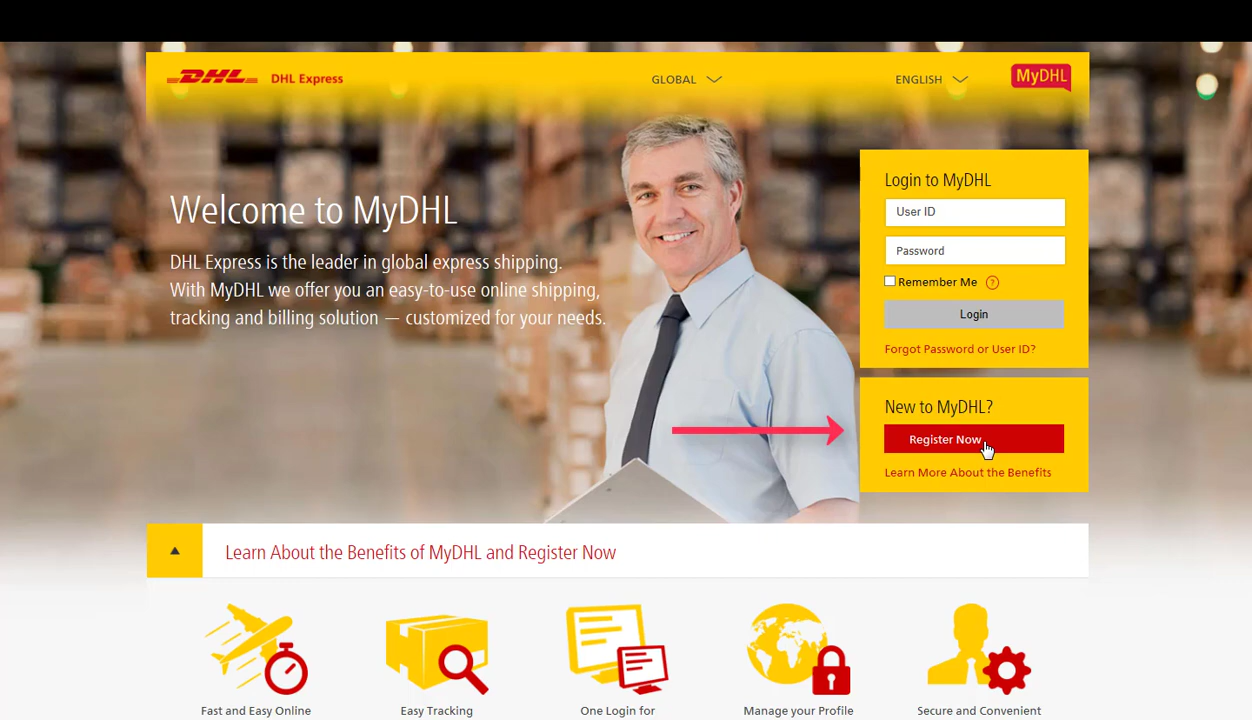 DHL DHL Express
GLOBAL
ENGLISH
MyDHL
Welcome to MyDHL
DHL Express is the leader in global express shipping.
With MyDHL we offer you an easy-to-use online shipping,
tracking and billing solution — customized for your needs.
Login to MyDHL
User ID
Password
Remember Me ?
Login
Forgot Password or User ID?
New to MyDHL?
Register Now
Learn More About the Benefits
Learn About the Benefits of MyDHL and Register Now
Fast and Easy Online
Easy Tracking
One Login for
Manage your Profile
Secure and Convenient